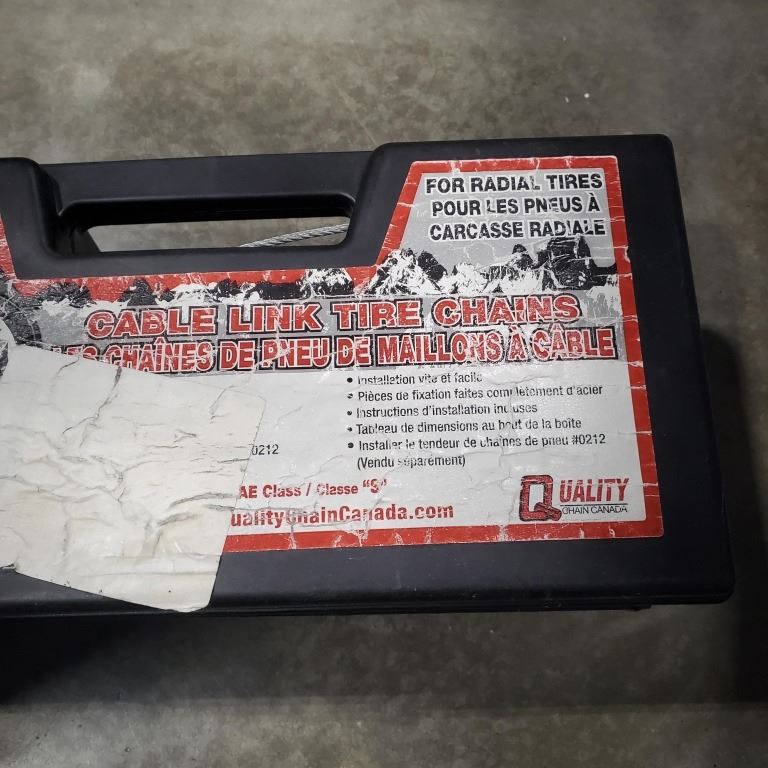 FOR RADIAL TIRES
POUR LES PNEUS À
CARCASSE RADIALE
CABLE LINK TIRE CHAINS
CHAÎNES DE PNEU DE MAILLONS À CÂBLE
• Installation vite et facile
• Pièces de fixation faites complètement d'acier
• Instructions d'installation incluses
• Tableau de dimensions au bout de la boîte
• Installer le tendeur de chaînes de pneu #0212
(Vendu séparement)
0212
AE Class / Classe "S"
ualityChainCanada.com
QUALITY
CHAIN CANADA